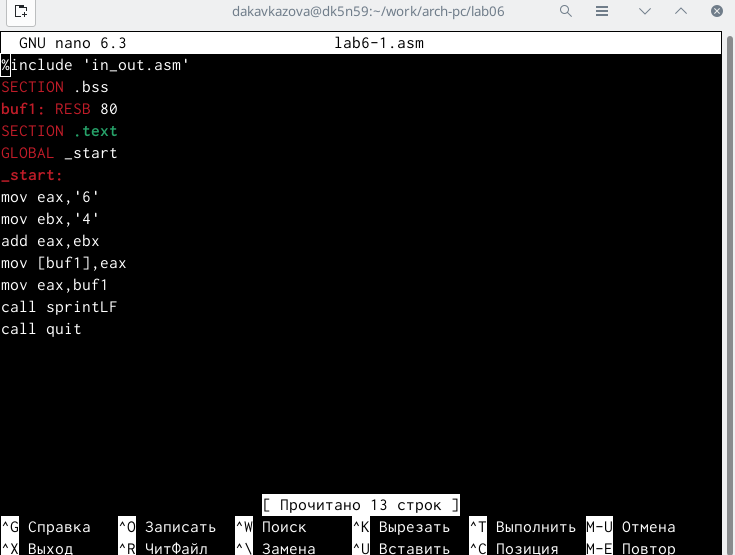 dakavkazova@dk5n59:~/work/arch-pc/lab06
GNU nano 6.3 lab6-1.asm
%include 'in_out.asm'
SECTION .bss
buf1: RESB 80
SECTION .text
GLOBAL _start
_start:
mov eax,'6'
mov ebx,'4'
add eax,ebx
mov [buf1],eax
mov eax,buf1
call sprintLF
call quit
[ Прочитано 13 строк ]
^G Справка ^O Записать ^W Поиск ^K Вырезать ^T Выполнить M-U Отмена
^X Выход ^R ЧитФайл ^\ Замена ^U Вставить ^C Позиция M-E Повтор